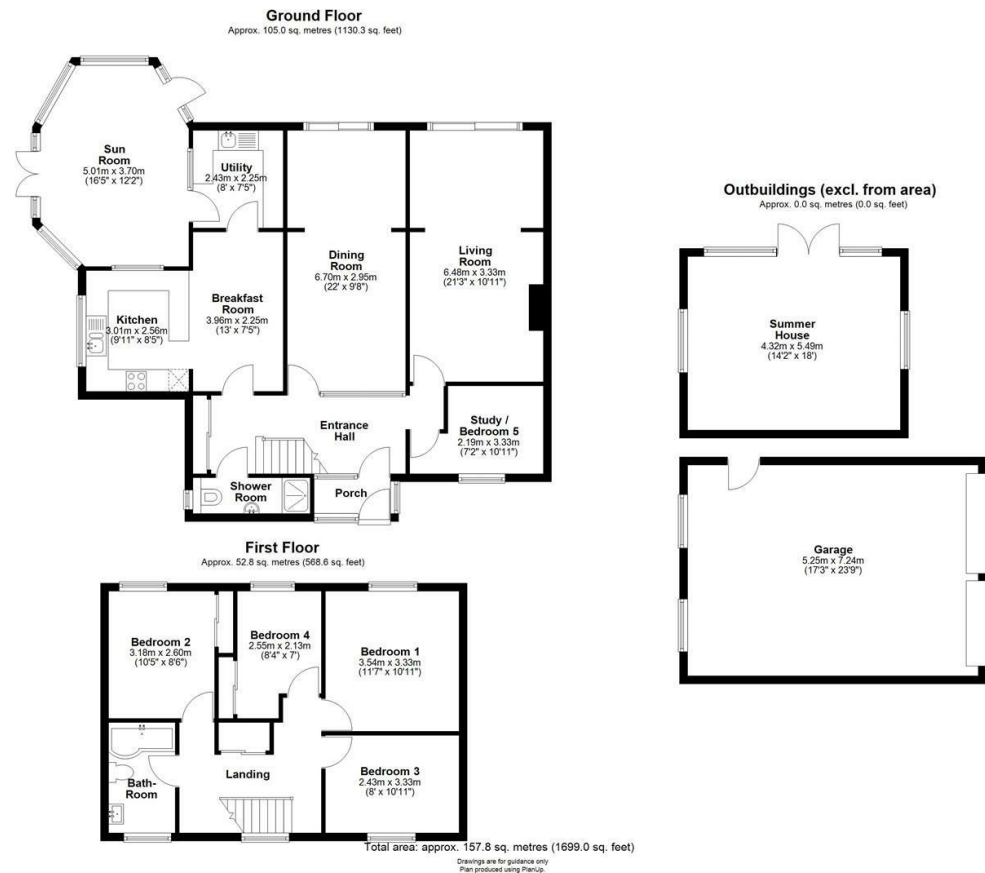 Ground Floor
Approx. 105.0 sq. metres (1130.3 sq. feet)
Sun
Room
5.01m x 3.70m
(16'5" x 12'2")
Utility
2.43m x 2.25m
(8' x 7'5")
Dining
Room
6.70m x 2.95m
(22' x 9'8")
Living
Room
6.48m x 3.33m
(21'3" x 10'11")
Kitchen
3.01m x 2.56m
(9'11" x 8'5")
Breakfast
Room
3.96m x 2.25m
(13' x 7'5")
Entrance
Hall
Study /
Bedroom 5
2.19m x 3.33m
(7'2" x 10'11")
Shower
Room
Porch
Outbuildings (excl. from area)
Approx. 0.0 sq. metres (0.0 sq. feet)
Summer
House
4.32m x 5.49m
(14'2" x 18')
Garage
5.25m x 7.24m
(17'3" x 23'9")
First Floor
Approx. 52.8 sq. metres (568.6 sq. feet)
Bedroom 2
3.18m x 2.60m
(10'5" x 8'6")
Bedroom 4
2.55m x 2.13m
(8'4" x 7')
Bedroom 1
3.54m x 3.33m
(11'7" x 10'11")
Bath-
Room
Landing
Bedroom 3
2.43m x 3.33m
(8' x 10'11")
Total area: approx. 157.8 sq. metres (1699.0 sq. feet)
Drawings are for guidance only
Plan produced using PlanUp.